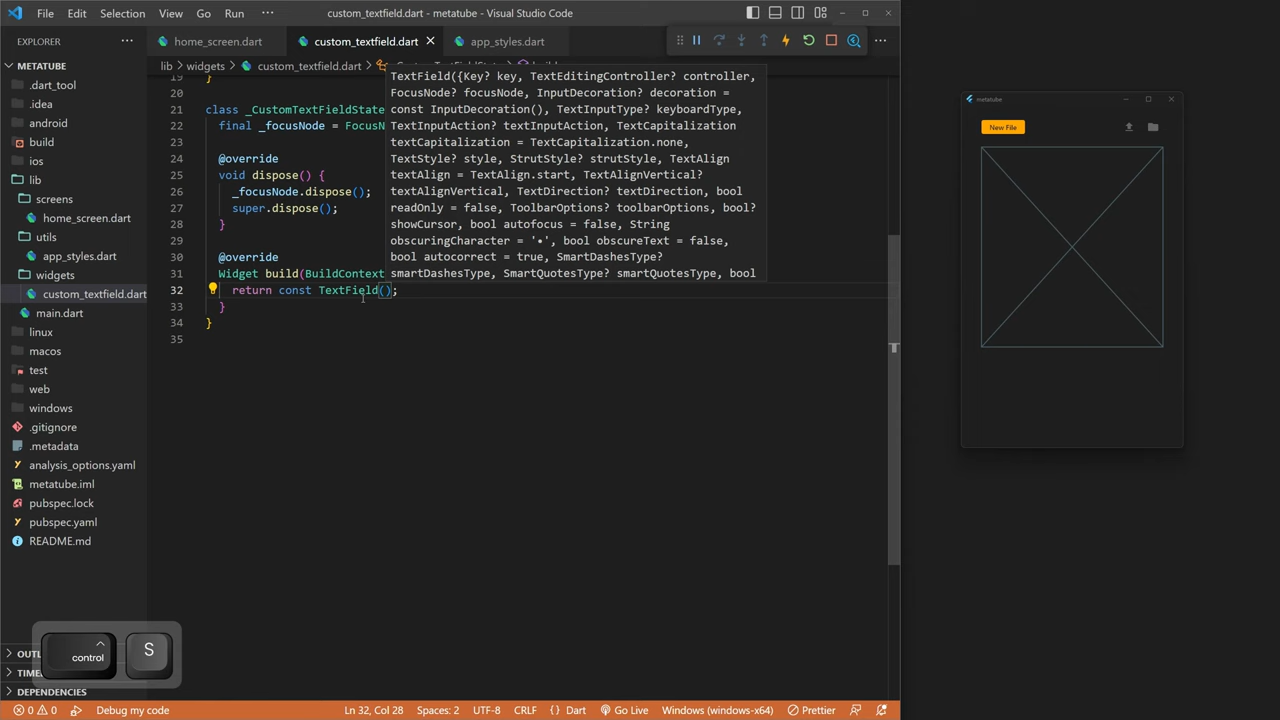 File Edit Selection View Go Run ··· custom_textfield.dart - metatube - Visual Studio Code
EXPLORER ···
METATUBE
.dart_tool
.idea
android
build
ios
lib
screens
home_screen.dart
utils
app_styles.dart
widgets
custom_textfield.dart
main.dart
linux
macos
test
web
windows
.gitignore
.metadata
analysis_options.yaml
metatube.iml
pubspec.lock
pubspec.yaml
README.md
home_screen.dart custom_textfield.dart app_styles.dart
lib > widgets > custom_textfield.dart >
19 }
20
21 class _CustomTextFieldState
22 final _focusNode = FocusN
23
24 @override
25 void dispose() {
26 _focusNode.dispose();
27 super.dispose();
28 }
29
30 @override
31 Widget build(BuildContext
32 return const TextField();
33 }
34 }
35
TextField({Key? key, TextEditingController? controller,
FocusNode? focusNode, InputDecoration? decoration =
const InputDecoration(), TextInputType? keyboardType,
TextInputAction? textInputAction, TextCapitalization
textCapitalization = TextCapitalization.none,
TextStyle? style, StrutStyle? strutStyle, TextAlign
textAlign = TextAlign.start, TextAlignVertical?
textAlignVertical, TextDirection? textDirection, bool
readOnly = false, ToolbarOptions? toolbarOptions, bool?
showCursor, bool autofocus = false, String
obscuringCharacter = '•', bool obscureText = false,
bool autocorrect = true, SmartDashesType?
smartDashesType, SmartQuotesType? smartQuotesType, bool
metatube
New File
^
control
S
OUTL
TIME
DEPENDENCIES
0 0 Debug my code Ln 32, Col 28 Spaces: 2 UTF-8 CRLF {} Dart Go Live Windows (windows-x64) Prettier